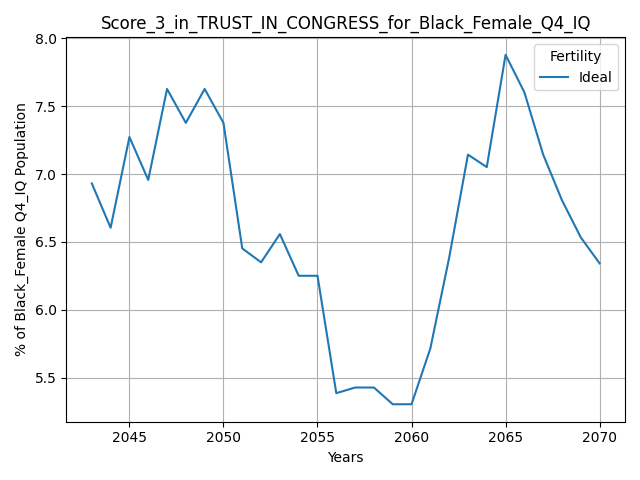 Score_3_in_TRUST_IN_CONGRESS_for_Black_Female_Q4_IQ
Fertility
Ideal
% of Black_Female Q4_IQ Population
8.0
7.5
7.0
6.5
6.0
5.5
2045 2050 2055 2060 2065 2070
Years